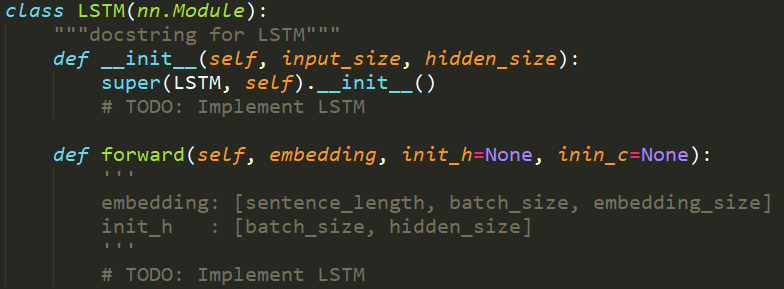 class LSTM(nn.Module):
    """docstring for LSTM"""
    def __init__(self, input_size, hidden_size):
        super(LSTM, self).__init__()
        # TODO: Implement LSTM
    def forward(self, embedding, init_h=None, inin_c=None):
        '''
        embedding: [sentence_length, batch_size, embedding_size]
        init_h   : [batch_size, hidden_size]
        '''
        # TODO: Implement LSTM